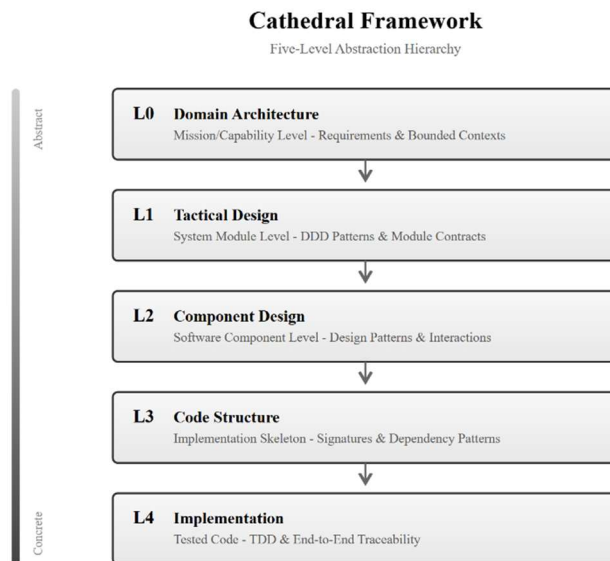 Cathedral Framework
Five-Level Abstraction Hierarchy
Abstract
L0 Domain Architecture
Mission/Capability Level - Requirements & Bounded Contexts
L1 Tactical Design
System Module Level - DDD Patterns & Module Contracts
L2 Component Design
Software Component Level - Design Patterns & Interactions
L3 Code Structure
Implementation Skeleton - Signatures & Dependency Patterns
L4 Implementation
Tested Code - TDD & End-to-End Traceability
Concrete